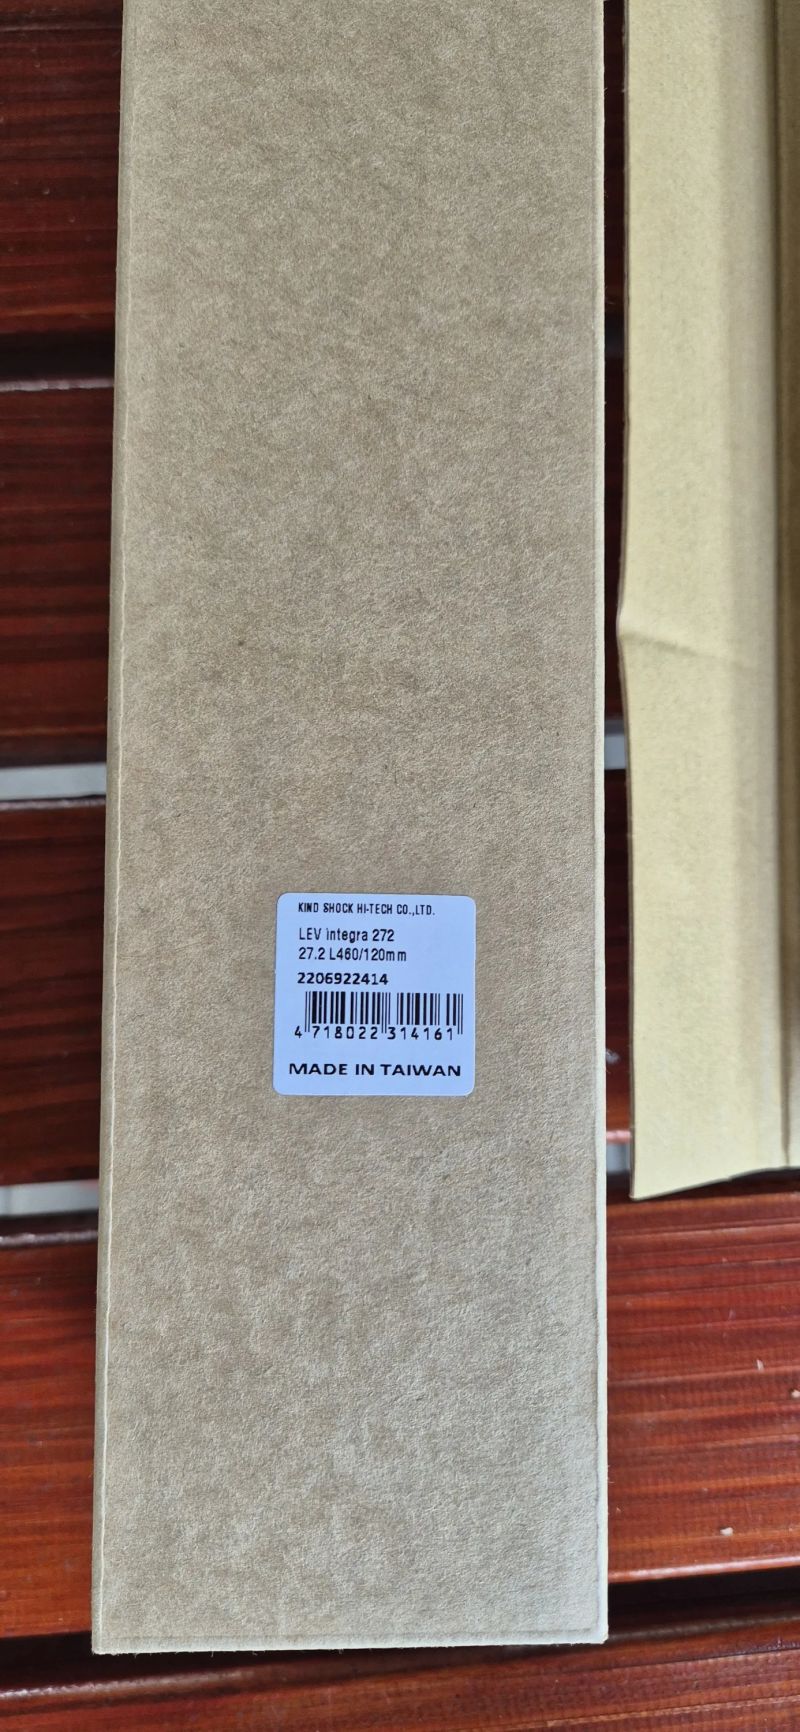 KIND SHOCK HI-TECH CO.,LTD.
LEV integra 272
27.2 L460/120mm
2206922414
4 718022 314161
MADE IN TAIWAN